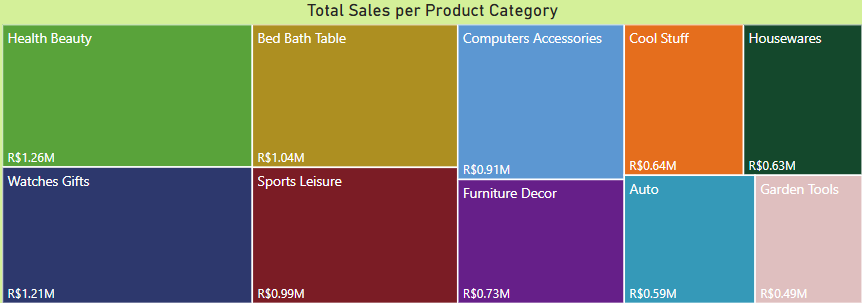 Total Sales per Product Category
Health Beauty
R$1.26M
Watches Gifts
R$1.21M
Bed Bath Table
R$1.04M
Sports Leisure
R$0.99M
Computers Accessories
R$0.91M
Furniture Decor
R$0.73M
Cool Stuff
R$0.64M
Housewares
R$0.63M
Auto
R$0.59M
Garden Tools
R$0.49M